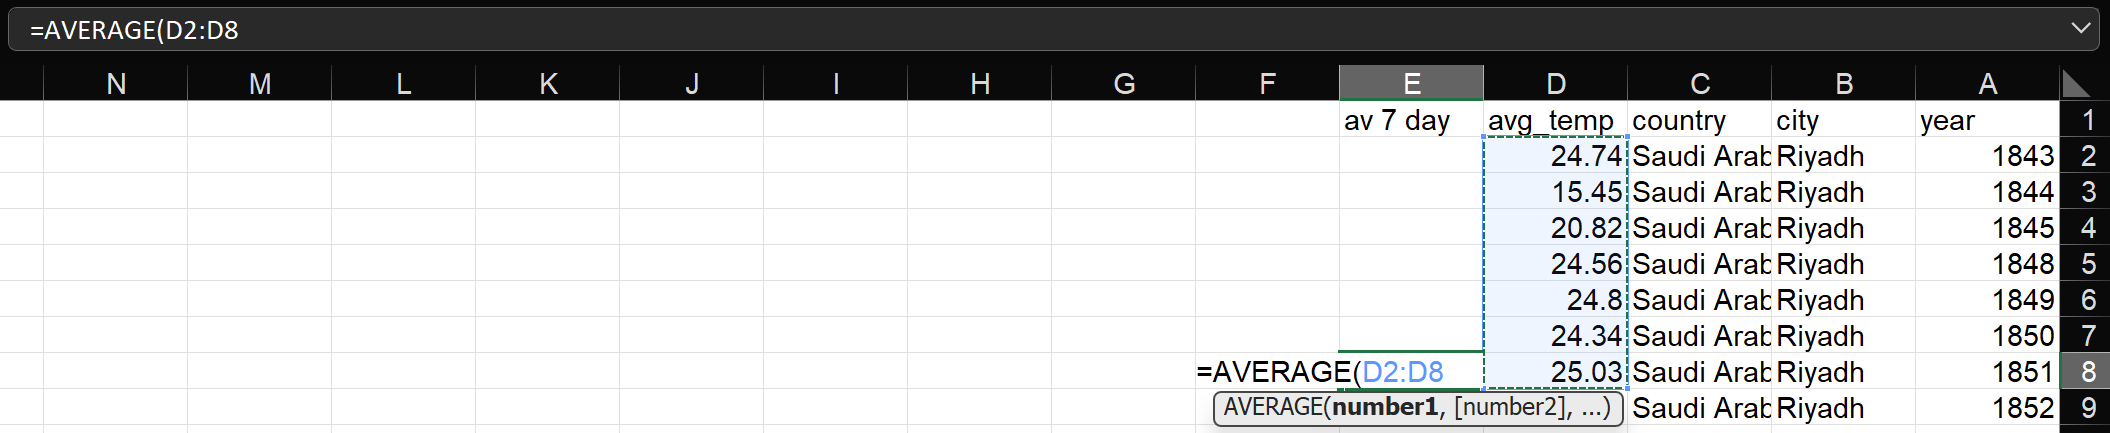 =AVERAGE(D2:D8
N M L K J I H G F E D C B A
av 7 day avg_temp country city year 1
24.74 Saudi Arab Riyadh 1843 2
15.45 Saudi Arab Riyadh 1844 3
20.82 Saudi Arab Riyadh 1845 4
24.56 Saudi Arab Riyadh 1848 5
24.8 Saudi Arab Riyadh 1849 6
24.34 Saudi Arab Riyadh 1850 7
=AVERAGE(D2:D8 25.03 Saudi Arab Riyadh 1851 8
AVERAGE(number1, [number2], ...) Saudi Arab Riyadh 1852 9